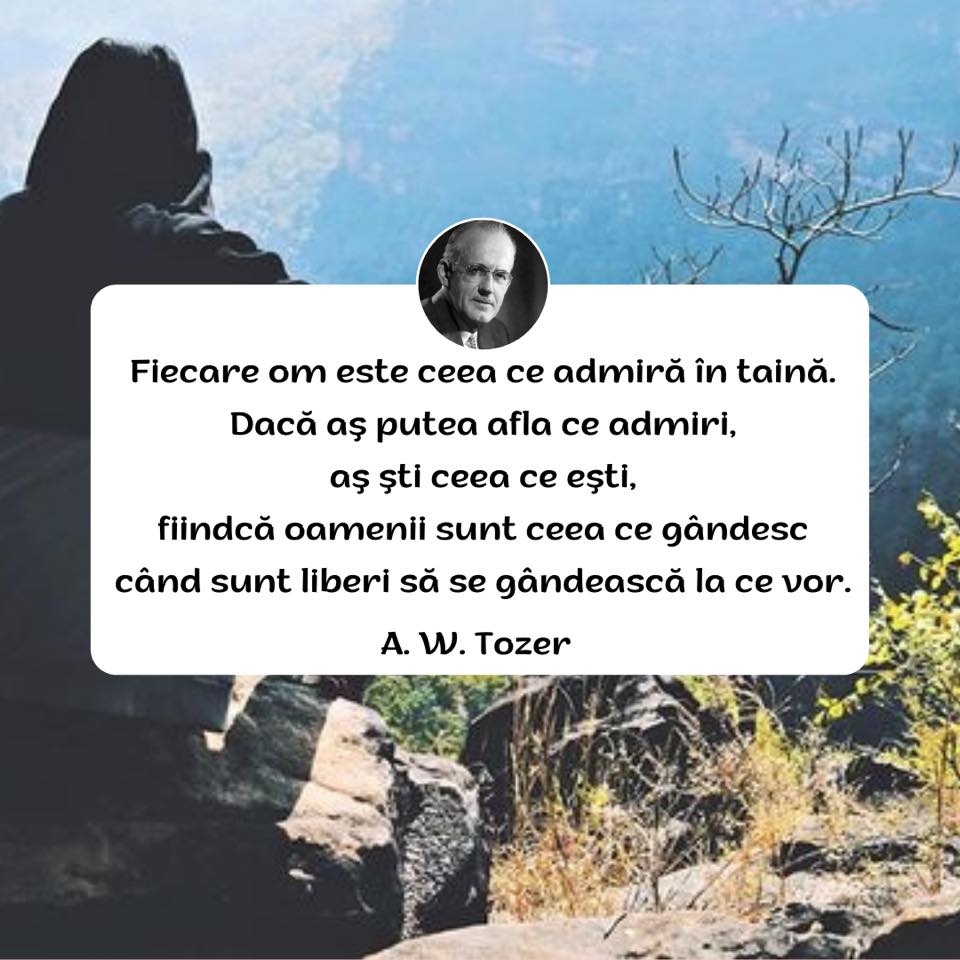 Fiecare om este ceea ce admiră în taină.
Dacă aş putea afla ce admiri,
aş şti ceea ce eşti,
fiindcă oamenii sunt ceea ce gândesc
când sunt liberi să se gândească la ce vor.
A. W. Tozer